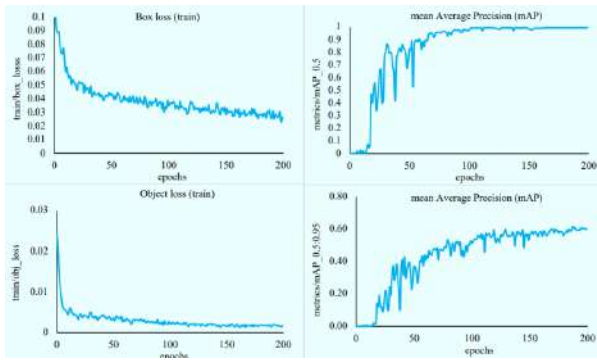 Box loss (train)
train/box_losss
0.1
0.09
0.08
0.07
0.06
0.05
0.04
0.03
0.02
0.01
0
0 50 100 150 200
epochs
mean Average Precision (mAP)
metrics/mAP_0.5
1
0.9
0.8
0.7
0.6
0.5
0.4
0.3
0.2
0.1
0
0 50 100 150 200
epochs
Object loss (train)
train/obj_loss
0.03
0.02
0.01
0
0 50 100 150 200
epochs
mean Average Precision (mAP)
metrics/mAP_0.5:0.95
0.80
0.60
0.40
0.20
0.00
0 50 100 150 200
epochs